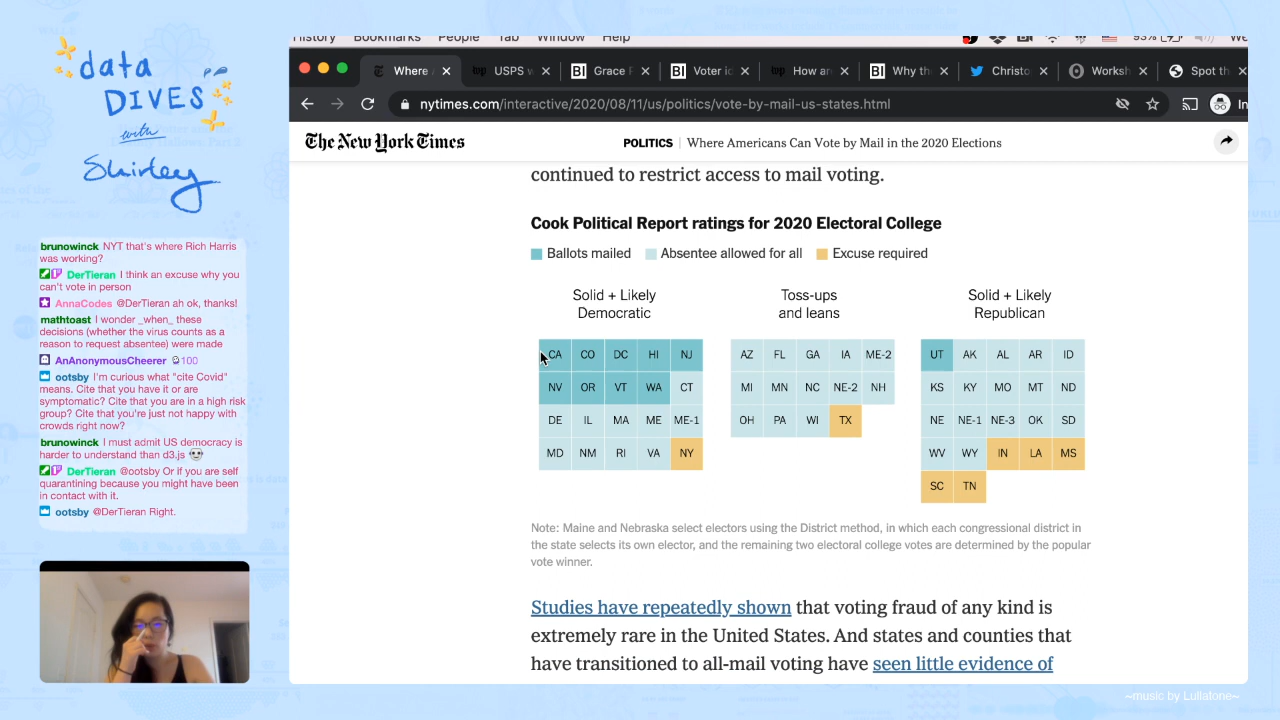 data
DIVES
with
Shirley
brunowinck NYT that's where Rich Harris
was working?
DerTieran I think an excuse why you
can't vote in person
AnnaCodes @DerTieran ah ok, thanks!
mathtoast I wonder _when_ these
decisions (whether the virus counts as a
reason to request absentee) were made
AnAnonymousCheerer 100
ootsby I'm curious what "cite Covid"
means. Cite that you have it or are
symptomatic? Cite that you are in a high risk
group? Cite that you're just not happy with
crowds right now?
brunowinck I must admit US democracy is
harder to understand than d3.js
DerTieran @ootsby Or if you are self
quarantining because you might have been
in contact with it.
ootsby @DerTieran Right.
History Bookmarks People Tab Window Help 93%
Where USPS w BI Grace BI Voter i How ar BI Why th Christo Worksh Spot th
nytimes.com/interactive/2020/08/11/us/politics/vote-by-mail-us-states.html In
The New York Times POLITICS | Where Americans Can Vote by Mail in the 2020 Elections
continued to restrict access to mail voting.
Cook Political Report ratings for 2020 Electoral College
Ballots mailed Absentee allowed for all Excuse required
Solid + Likely
Democratic
CA CO DC HI NJ
NV OR VT WA CT
DE IL MA ME ME-1
MD NM RI VA NY
Toss-ups
and leans
AZ FL GA IA ME-2
MI MN NC NE-2 NH
OH PA WI TX
Solid + Likely
Republican
UT AK AL AR ID
KS KY MO MT ND
NE NE-1 NE-3 OK SD
WV WY IN LA MS
SC TN
Note: Maine and Nebraska select electors using the District method, in which each congressional district in
the state selects its own elector, and the remaining two electoral college votes are determined by the popular
vote winner.
Studies have repeatedly shown that voting fraud of any kind is
extremely rare in the United States. And states and counties that
have transitioned to all-mail voting have seen little evidence of
~music by Lullatone~